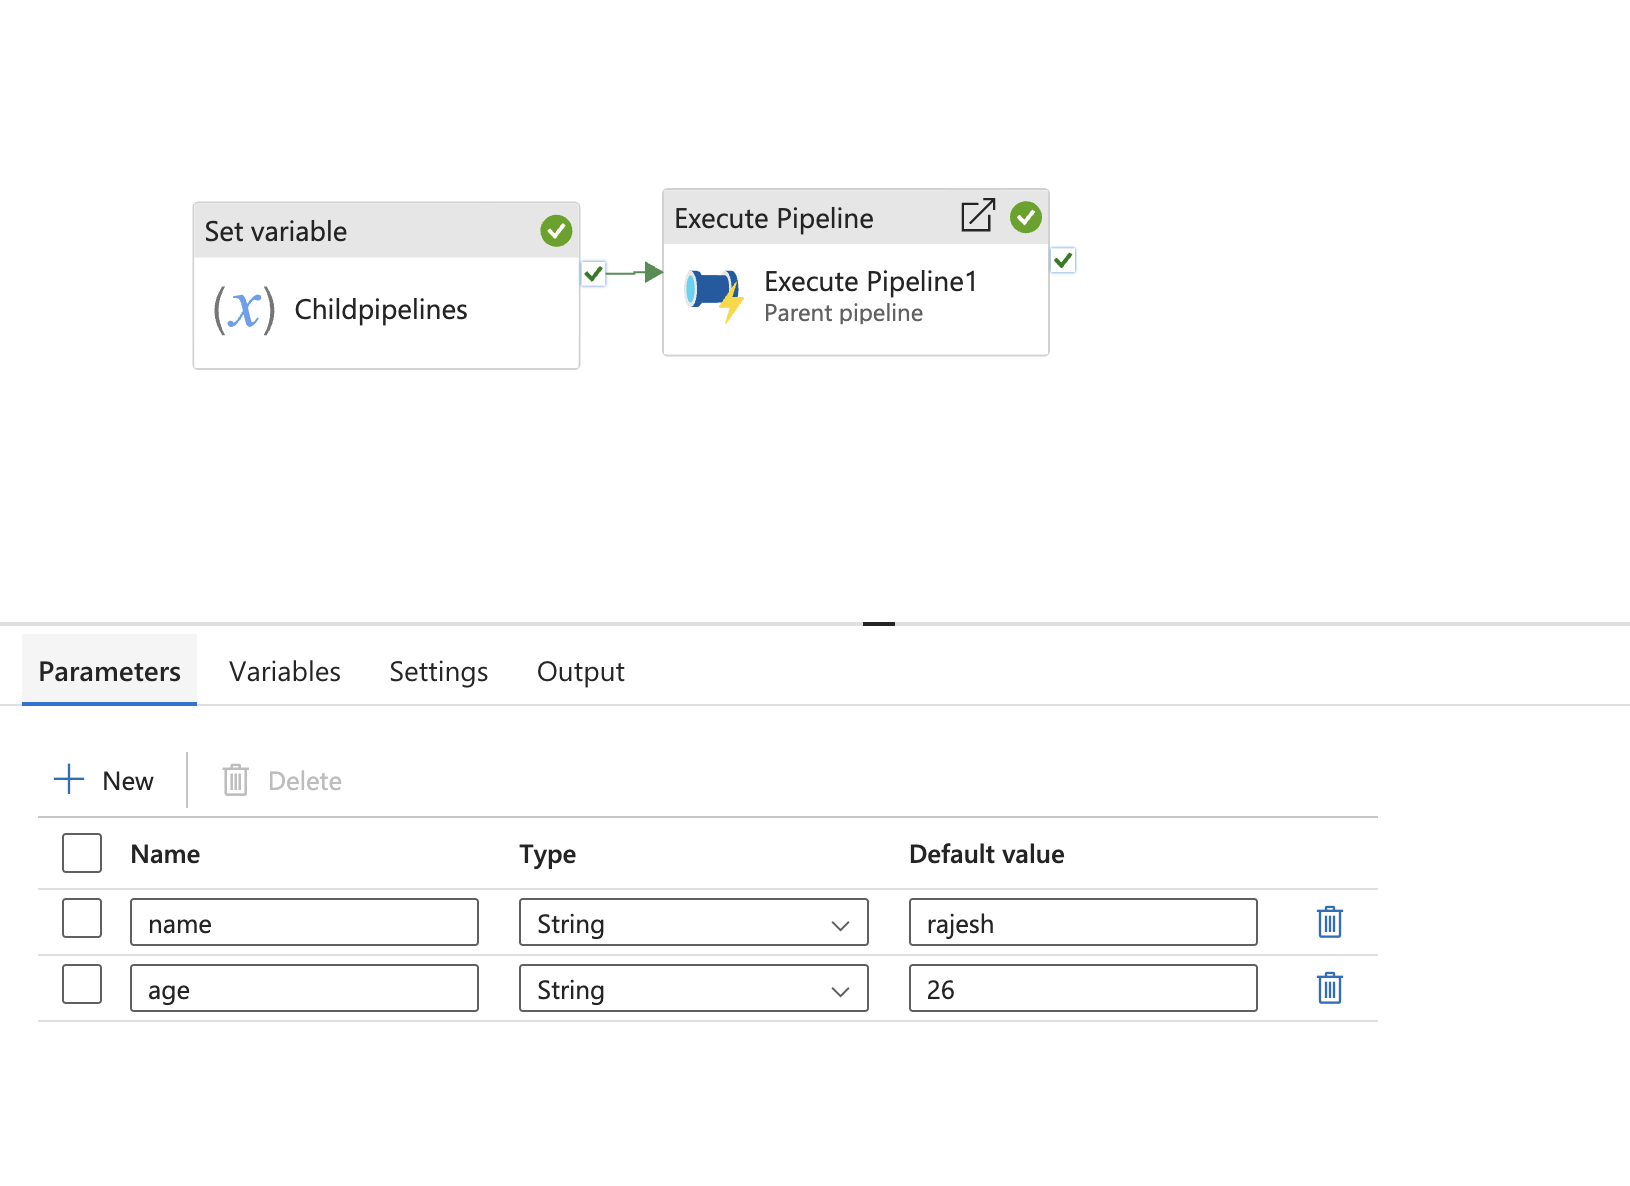 Set variable
(x) Childpipelines
Execute Pipeline
Execute Pipeline1
Parent pipeline
Parameters Variables Settings Output
New Delete
Name Type Default value
name String rajesh
age String 26